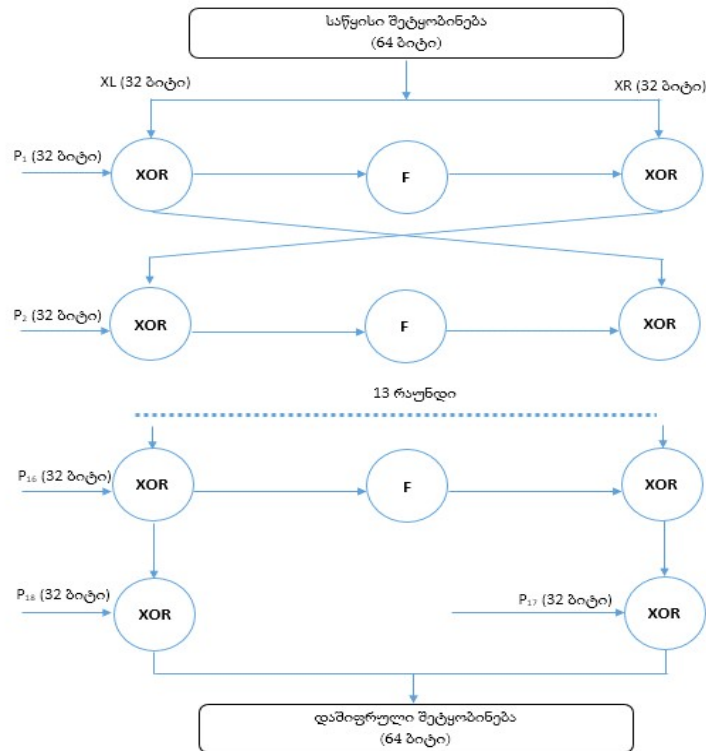 საწყისი შეტყობინება
(64 ბიტი)
XL (32 ბიტი)
XR (32 ბიტი)
P₁ (32 ბიტი)
XOR
F
XOR
P₂ (32 ბიტი)
XOR
F
XOR
13 რაუნდი
P₁₆ (32 ბიტი)
XOR
F
XOR
P₁₈ (32 ბიტი)
XOR
P₁₇ (32 ბიტი)
XOR
დაშიფრული შეტყობინება
(64 ბიტი)